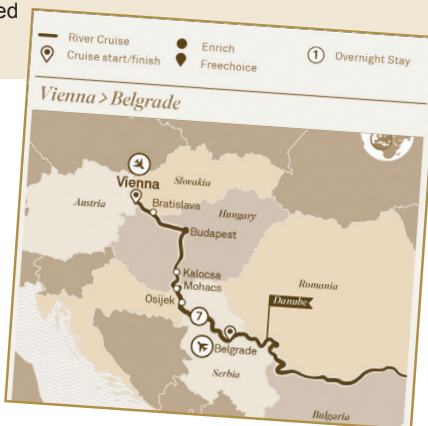 ed
River Cruise
Cruise start/finish
Enrich
Freechoice
1 Overnight Stay
Vienna > Belgrade
Vienna
Slovakia
Austria
Bratislava
Hungary
Budapest
Kalocsa
Mohacs
Romania
Osijek
Danube
7
Belgrade
Serbia
Bulgaria